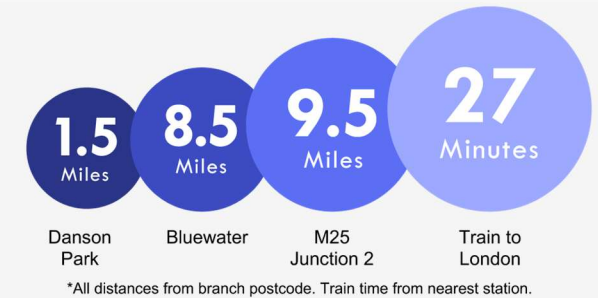 1.5
Miles
8.5
Miles
9.5
Miles
27
Minutes
Danson
Park
Bluewater
M25
Junction 2
Train to
London
*All distances from branch postcode. Train time from nearest station.